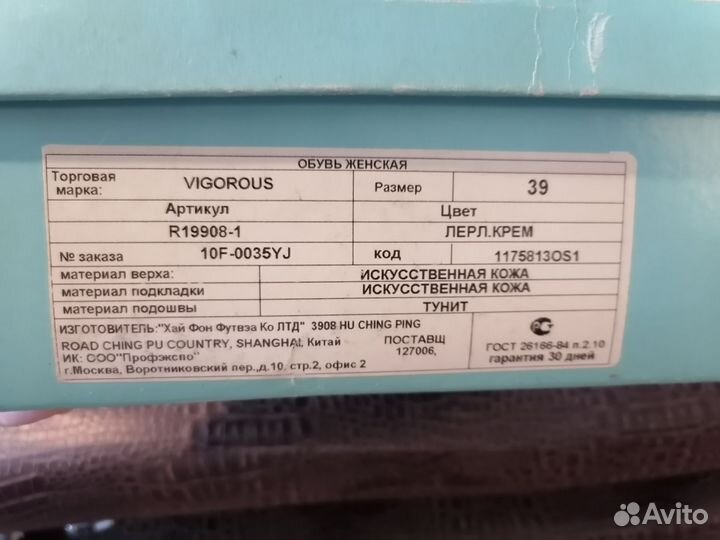 ОБУВЬ ЖЕНСКАЯ
Торговая марка: VIGOROUS Размер 39
Артикул Цвет
R19908-1 ЛЕРЛ.КРЕМ
№ заказа 10F-0035YJ код 1175813OS1
материал верха: ИСКУССТВЕННАЯ КОЖА
материал подкладки ИСКУССТВЕННАЯ КОЖА
материал подошвы ТУНИТ
ИЗГОТОВИТЕЛЬ:"Хай Фон Футвэа Ко ЛТД" 3908 HU CHING PING
ROAD CHING PU COUNTRY, SHANGHAI, Китай ПОСТАВЩ
ИК: СОО"Профэкспо" 127006,
г.Москва, Воротниковский пер.,д.10, стр.2, офис 2
РСТ
ГОСТ 26166-84 п.2.10
гарантия 30 дней
Avito